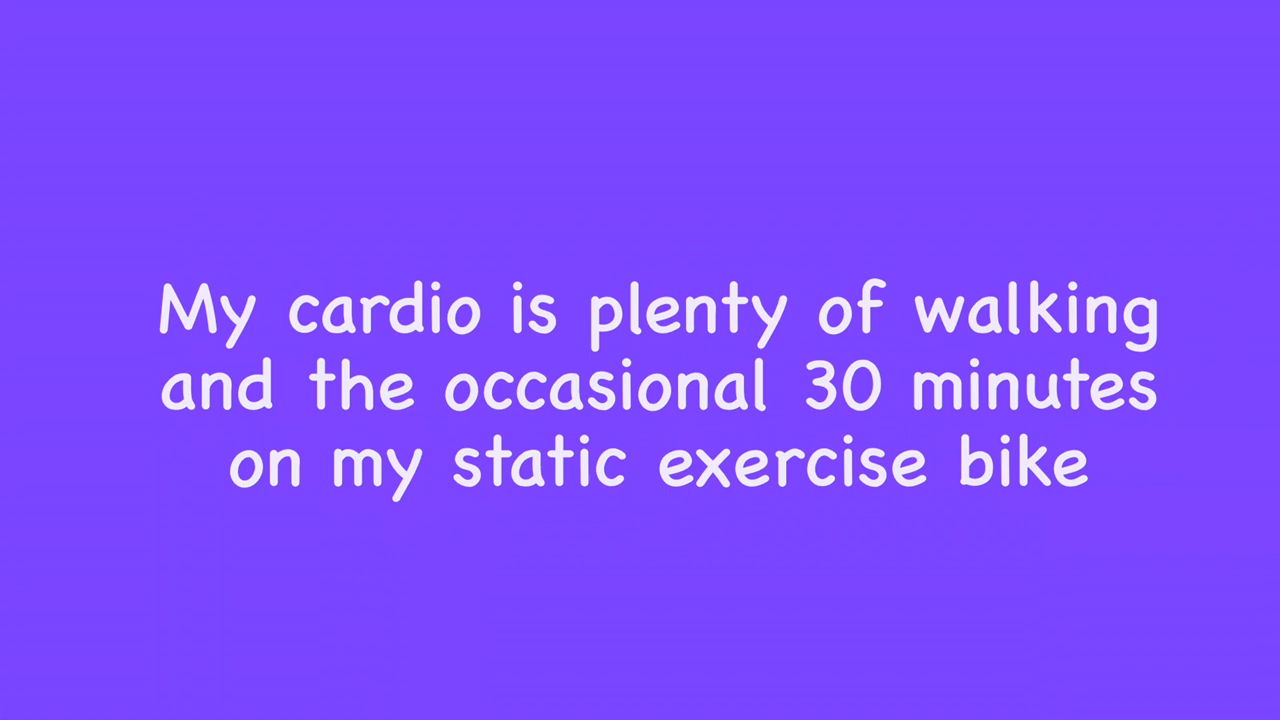 My cardio is plenty of walking
and the occasional 30 minutes
on my static exercise bike